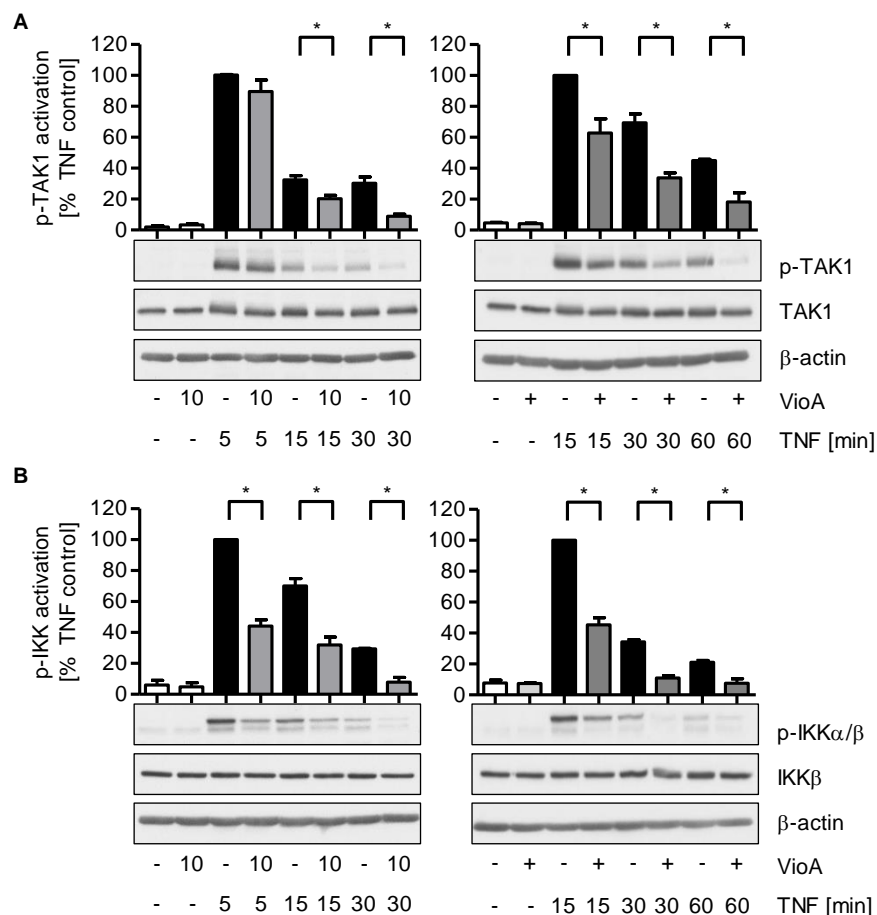 A
* * * * *
p-TAK1 activation
[% TNF control]
120
100
80
60
40
20
0
120
100
80
60
40
20
0
p-TAK1
TAK1
β-actin
- 10 - 10 - 10 - 10 - + - + - + - + VioA
- - 5 5 15 15 30 30 - - 15 15 30 30 60 60 TNF [min]
B
* * * * * *
p-IKK activation
[% TNF control]
120
100
80
60
40
20
0
120
100
80
60
40
20
0
p-IKKα/β
IKKβ
β-actin
- 10 - 10 - 10 - 10 - + - + - + - + VioA
- - 5 5 15 15 30 30 - - 15 15 30 30 60 60 TNF [min]